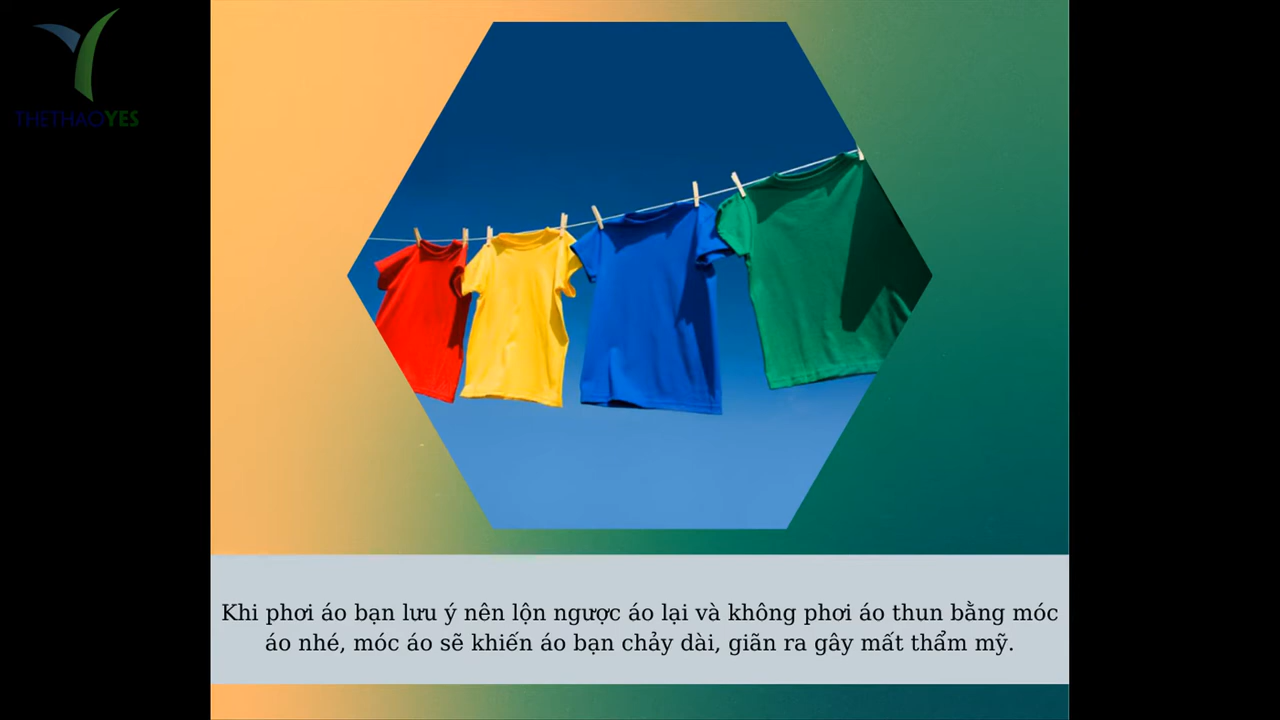 THETHAOYES
Khi phơi áo bạn lưu ý nên lộn ngược áo lại và không phơi áo thun bằng móc
áo nhé, móc áo sẽ khiến áo bạn chảy dài, giãn ra gây mất thẩm mỹ.